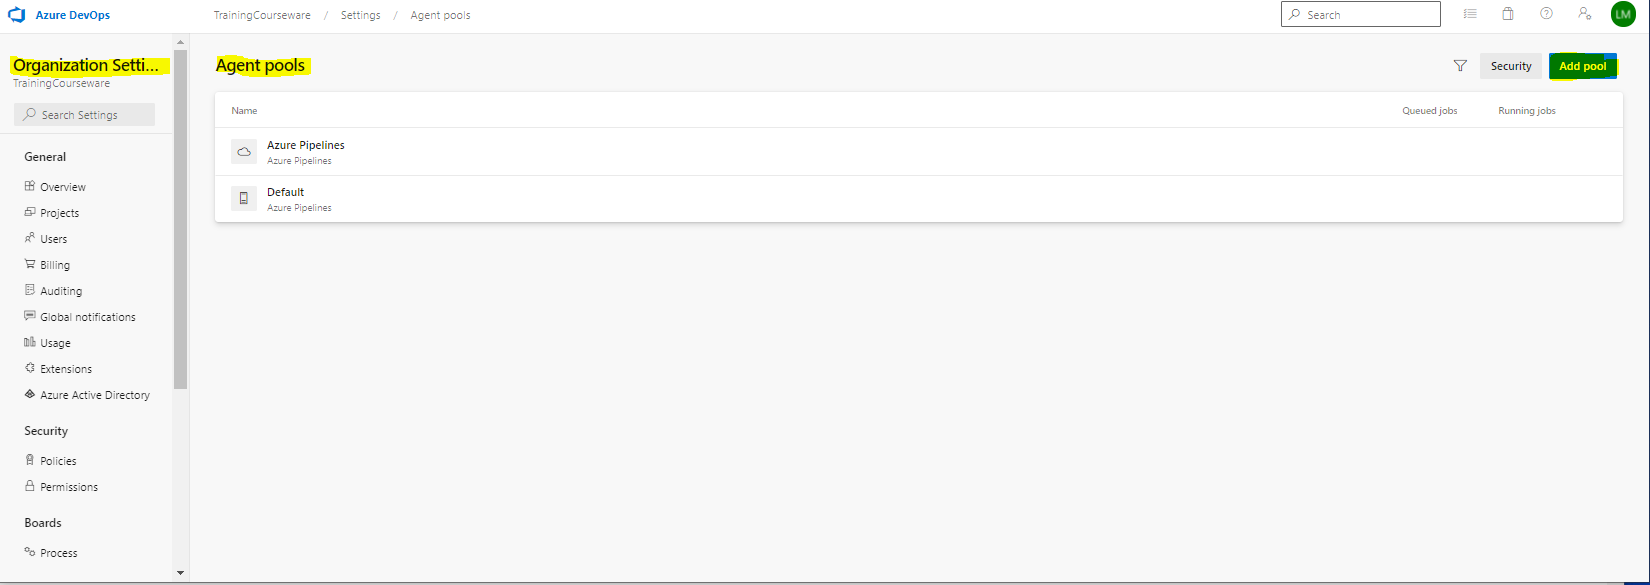 Azure DevOps
TrainingCourseware / Settings / Agent pools
Search
LM
Organization Setti...
TrainingCourseware
Search Settings
General
Overview
Projects
Users
Billing
Auditing
Global notifications
Usage
Extensions
Azure Active Directory
Security
Policies
Permissions
Boards
Process
Agent pools
Security
Add pool
Name Queued jobs Running jobs
Azure Pipelines
Azure Pipelines
Default
Azure Pipelines